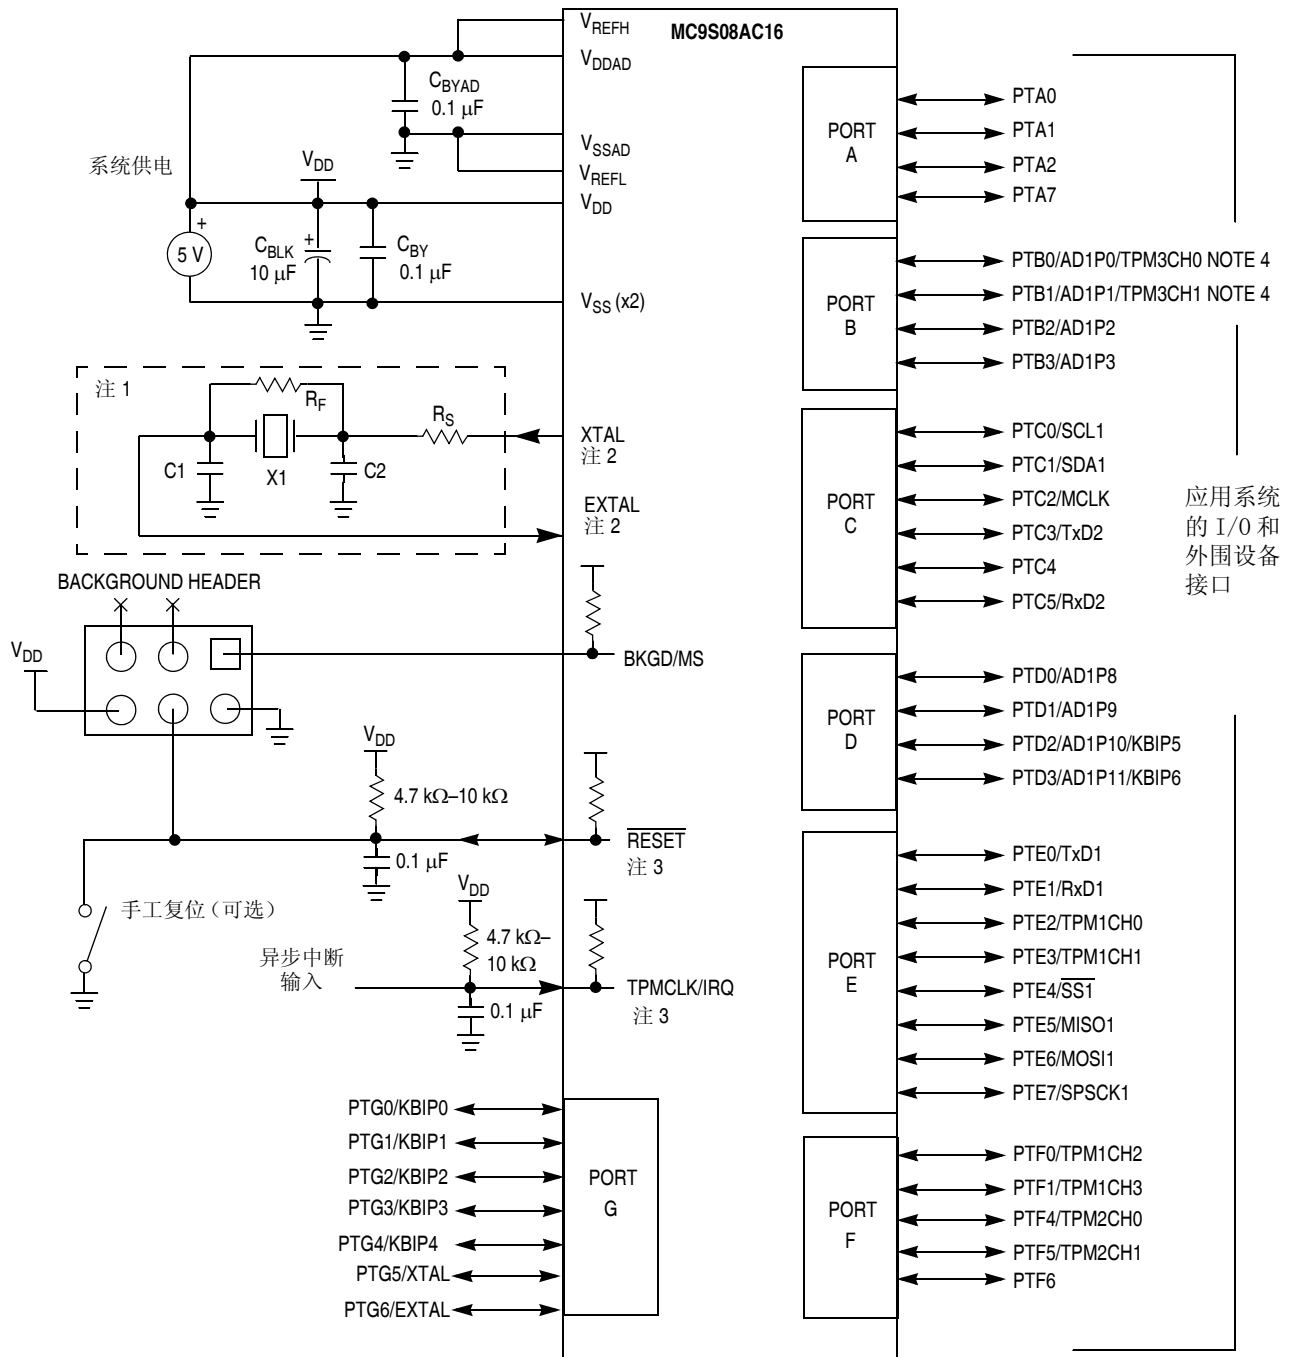 MC9S08AC16
VREFH
VDDAD
CBYAD
0.1 μF
VSSAD
VREFL
系统供电
VDD
VDD
+
5 V
CBLK
+
10 μF
CBY
0.1 μF
VSS (x2)
注 1
RF
RS
C1
X1
C2
XTAL
注 2
EXTAL
注 2
BACKGROUND HEADER
VDD
BKGD/MS
VDD
4.7 kΩ–10 kΩ
0.1 μF
RESET
注 3
手工复位（可选）
VDD
4.7 kΩ–
10 kΩ
异步中断
输入
0.1 μF
TPMCLK/IRQ
注 3
PTG0/KBIP0
PTG1/KBIP1
PTG2/KBIP2
PTG3/KBIP3
PTG4/KBIP4
PTG5/XTAL
PTG6/EXTAL
PORT
G
PORT
A
PTA0
PTA1
PTA2
PTA7
PORT
B
PTB0/AD1P0/TPM3CH0 NOTE 4
PTB1/AD1P1/TPM3CH1 NOTE 4
PTB2/AD1P2
PTB3/AD1P3
PORT
C
PTC0/SCL1
PTC1/SDA1
PTC2/MCLK
PTC3/TxD2
PTC4
PTC5/RxD2
应用系统
的 I/O 和
外围设备
接口
PORT
D
PTD0/AD1P8
PTD1/AD1P9
PTD2/AD1P10/KBIP5
PTD3/AD1P11/KBIP6
PORT
E
PTE0/TxD1
PTE1/RxD1
PTE2/TPM1CH0
PTE3/TPM1CH1
PTE4/SS1
PTE5/MISO1
PTE6/MOSI1
PTE7/SPSCK1
PORT
F
PTF0/TPM1CH2
PTF1/TPM1CH3
PTF4/TPM2CH0
PTF5/TPM2CH1
PTF6